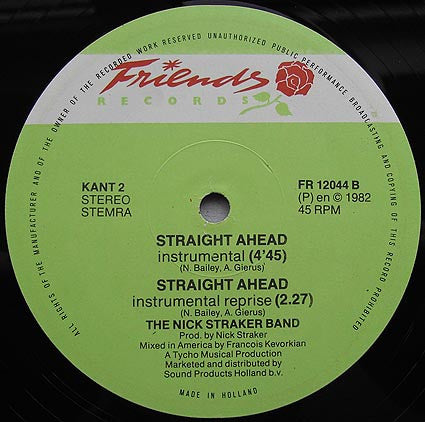 ALL RIGHTS OF THE MANUFACTURER AND OF THE OWNER OF THE RECORDED WORK RESERVED UNAUTHORIZED PUBLIC PERFORMANCE BROADCASTING AND COPYING OF THIS RECORD PROHIBITED
Friends
RECORDS
KANT 2
STEREO
STEMRA
FR 12044 B
(P) en © 1982
45 RPM
STRAIGHT AHEAD
instrumental (4'45)
(N. Bailey, A. Gierus)
STRAIGHT AHEAD
instrumental reprise (2.27)
(N. Bailey, A. Gierus)
THE NICK STRAKER BAND
Prod. by Nick Straker
Mixed in America by Francois Kevorkian
A Tycho Musical Production
Marketed and distributed by
Sound Products Holland b.v.
MADE IN HOLLAND